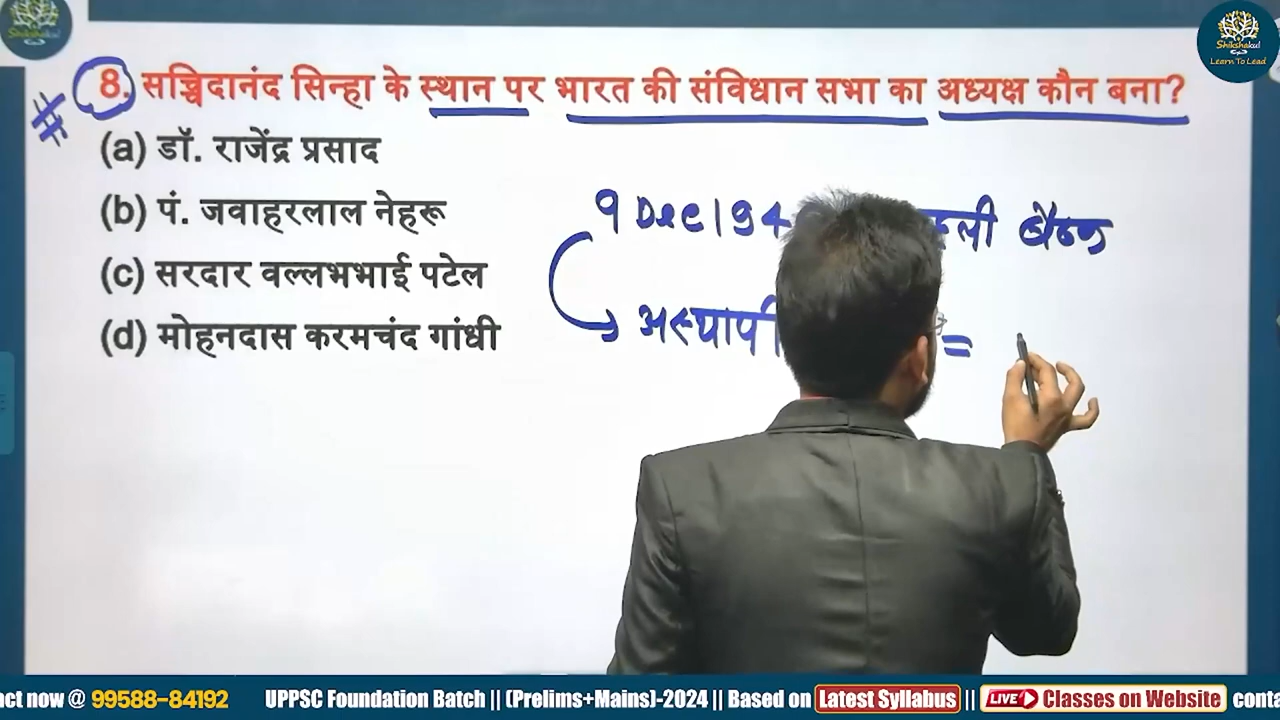 Shikshakul
Shikshakul
Learn To Lead
8. सच्चिदानंद सिन्हा के स्थान पर भारत की संविधान सभा का अध्यक्ष कौन बना?
(a) डॉ. राजेंद्र प्रसाद
(b) पं. जवाहरलाल नेहरू
(c) सरदार वल्लभभाई पटेल
(d) मोहनदास करमचंद गांधी
9 Dec 194 बैठक
=
act now @ 99588-84192 UPPSC Foundation Batch || (Prelims+Mains)-2024 || Based on Latest Syllabus || LIVE Classes on Website conta